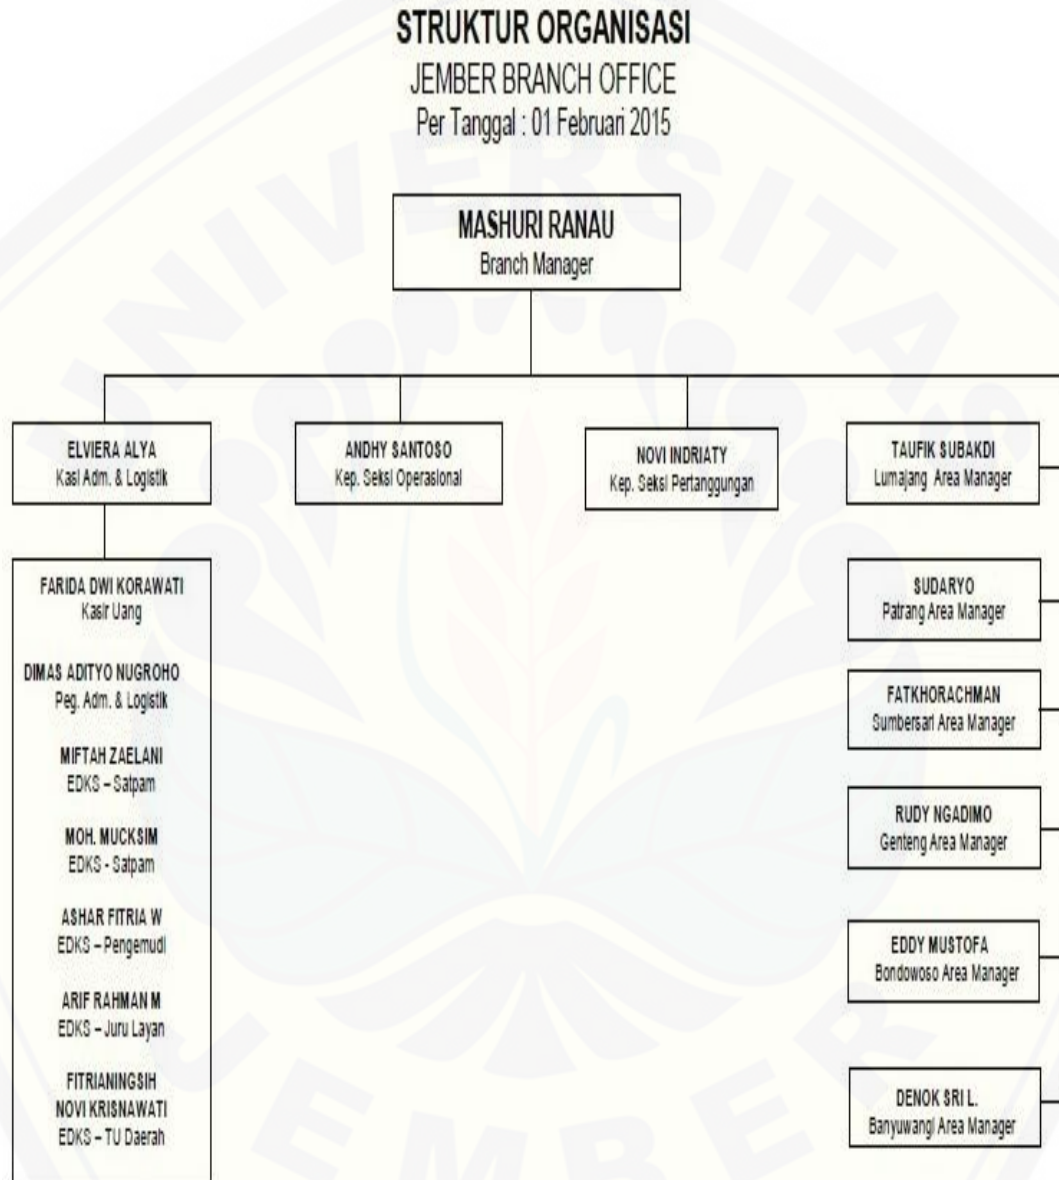 STRUKTUR ORGANISASI
JEMBER BRANCH OFFICE
Per Tanggal : 01 Februari 2015
MASHURI RANAU
Branch Manager
ELVIERA ALYA
Kasi Adm. & Logistik
ANDHY SANTOSO
Kep. Seksi Operasional
NOVI INDRIATY
Kep. Seksi Pertanggungan
TAUFIK SUBAKDI
Lumajang Area Manager
FARIDA DWI KORAWATI
Kasir Uang
DIMAS ADITYO NUGROHO
Peg. Adm. & Logistik
MIFTAH ZAELANI
EDKS – Satpam
MOH. MUCKSIM
EDKS - Satpam
ASHAR FITRIA W
EDKS – Pengemudi
ARIF RAHMAN M
EDKS – Juru Layan
FITRIANINGSIH
NOVI KRISNAWATI
EDKS – TU Daerah
SUDARYO
Patrang Area Manager
FATKHORACHMAN
Sumbersari Area Manager
RUDY NGADIMO
Genteng Area Manager
EDDY MUSTOFA
Bondowoso Area Manager
DENOK SRI L.
Banyuwangi Area Manager
UNIVERSITAS
JEMBER